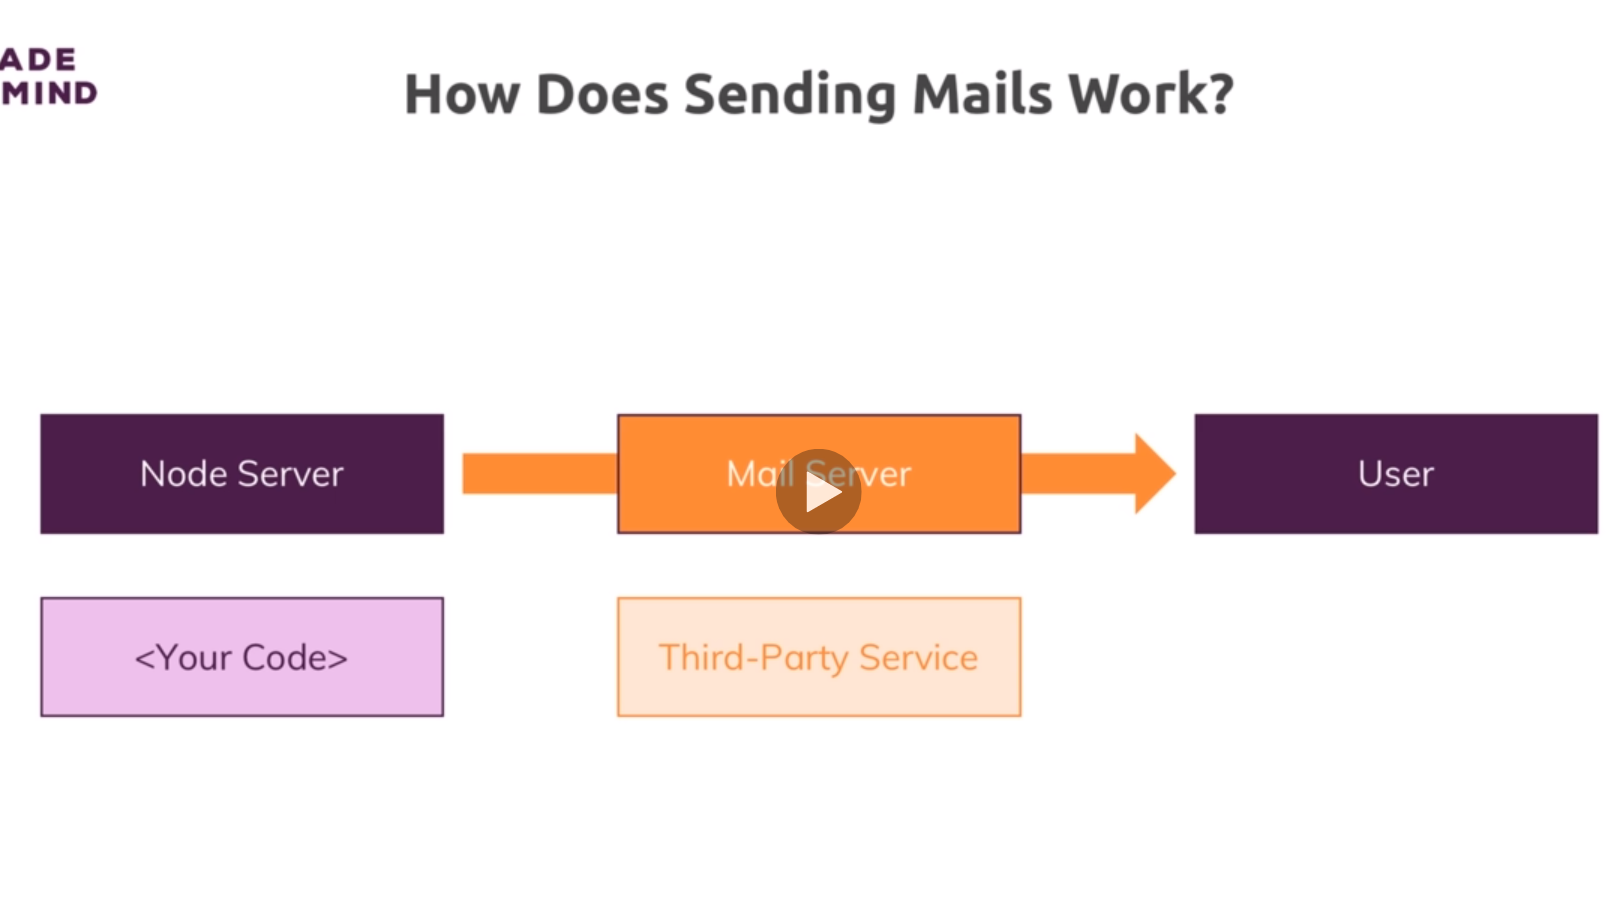 ADE
MIND
How Does Sending Mails Work?
Node Server
Mail Server
User
<Your Code>
Third-Party Service